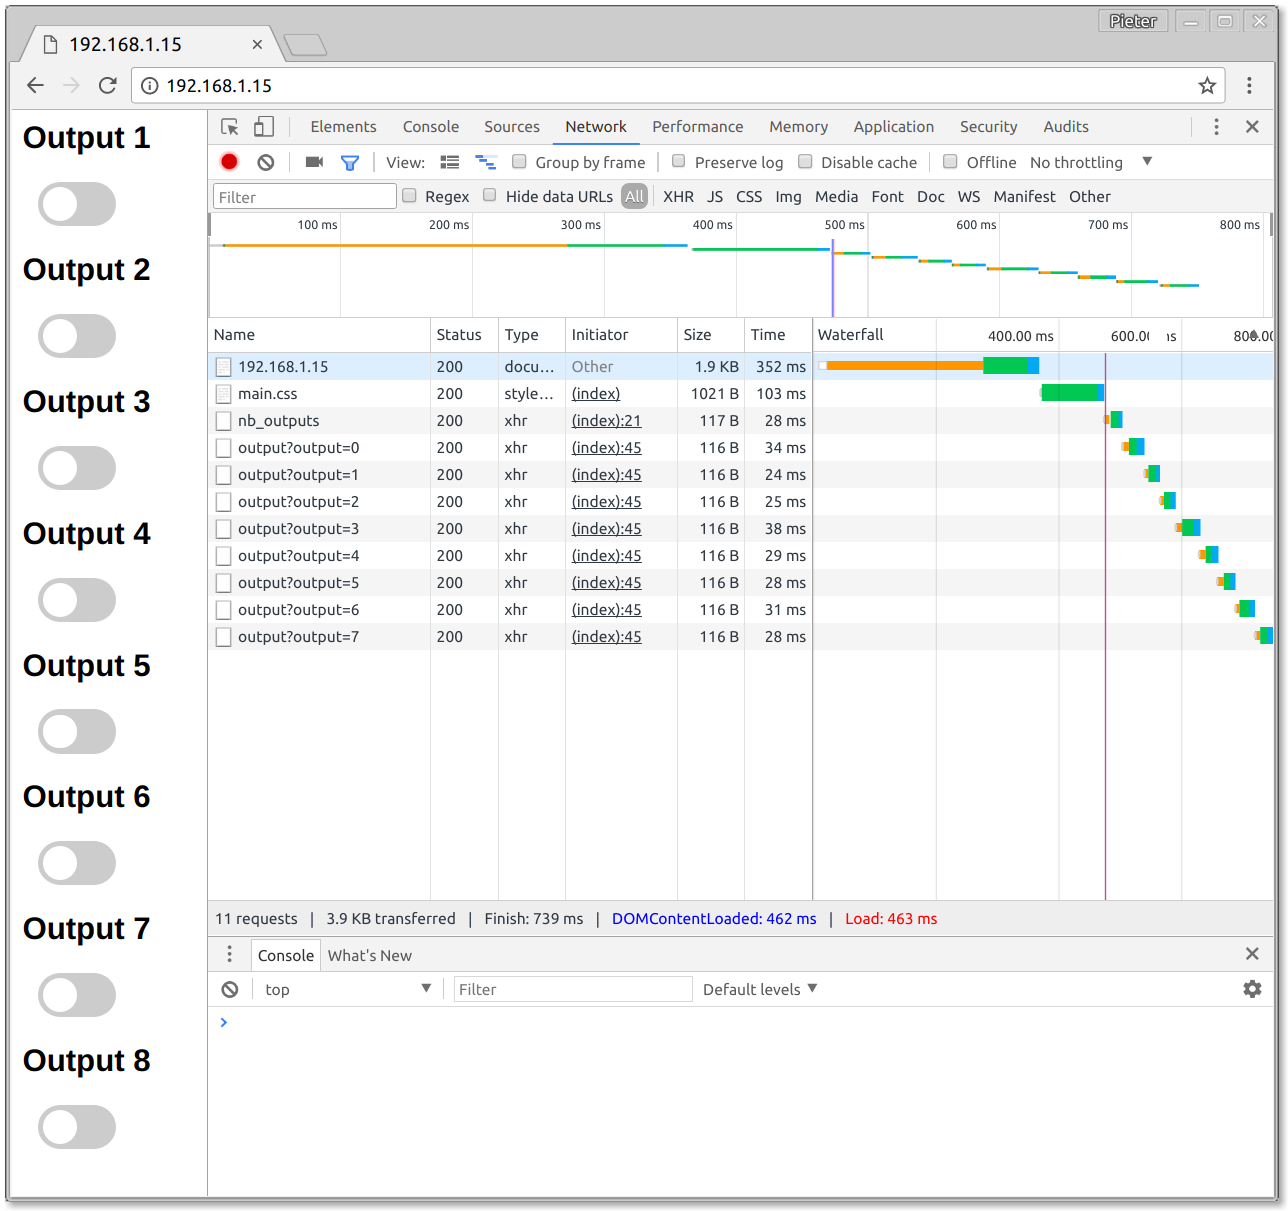 Pieter
192.168.1.15
192.168.1.15
Output 1
Output 2
Output 3
Output 4
Output 5
Output 6
Output 7
Output 8
Elements Console Sources Network Performance Memory Application Security Audits
View: Group by frame Preserve log Disable cache Offline No throttling
Filter Regex Hide data URLs All XHR JS CSS Img Media Font Doc WS Manifest Other
100 ms 200 ms 300 ms 400 ms 500 ms 600 ms 700 ms 800 ms
Name Status Type Initiator Size Time Waterfall 400.00 ms 600.0
192.168.1.15 200 docu... Other 1.9 KB 352 ms
main.css 200 style... (index) 1021 B 103 ms
nb_outputs 200 xhr (index):21 117 B 28 ms
output?output=0 200 xhr (index):45 116 B 34 ms
output?output=1 200 xhr (index):45 116 B 24 ms
output?output=2 200 xhr (index):45 116 B 25 ms
output?output=3 200 xhr (index):45 116 B 38 ms
output?output=4 200 xhr (index):45 116 B 29 ms
output?output=5 200 xhr (index):45 116 B 28 ms
output?output=6 200 xhr (index):45 116 B 31 ms
output?output=7 200 xhr (index):45 116 B 28 ms
11 requests | 3.9 KB transferred | Finish: 739 ms | DOMContentLoaded: 462 ms | Load: 463 ms
Console What's New
top Filter Default levels